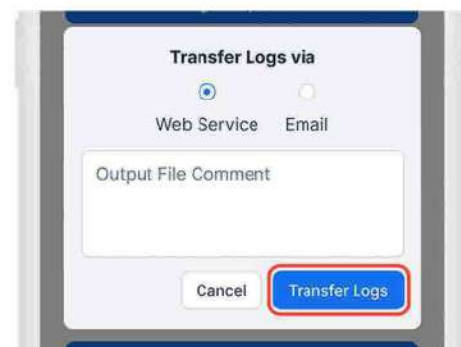 Transfer Logs via
Web Service Email
Output File Comment
Cancel Transfer Logs